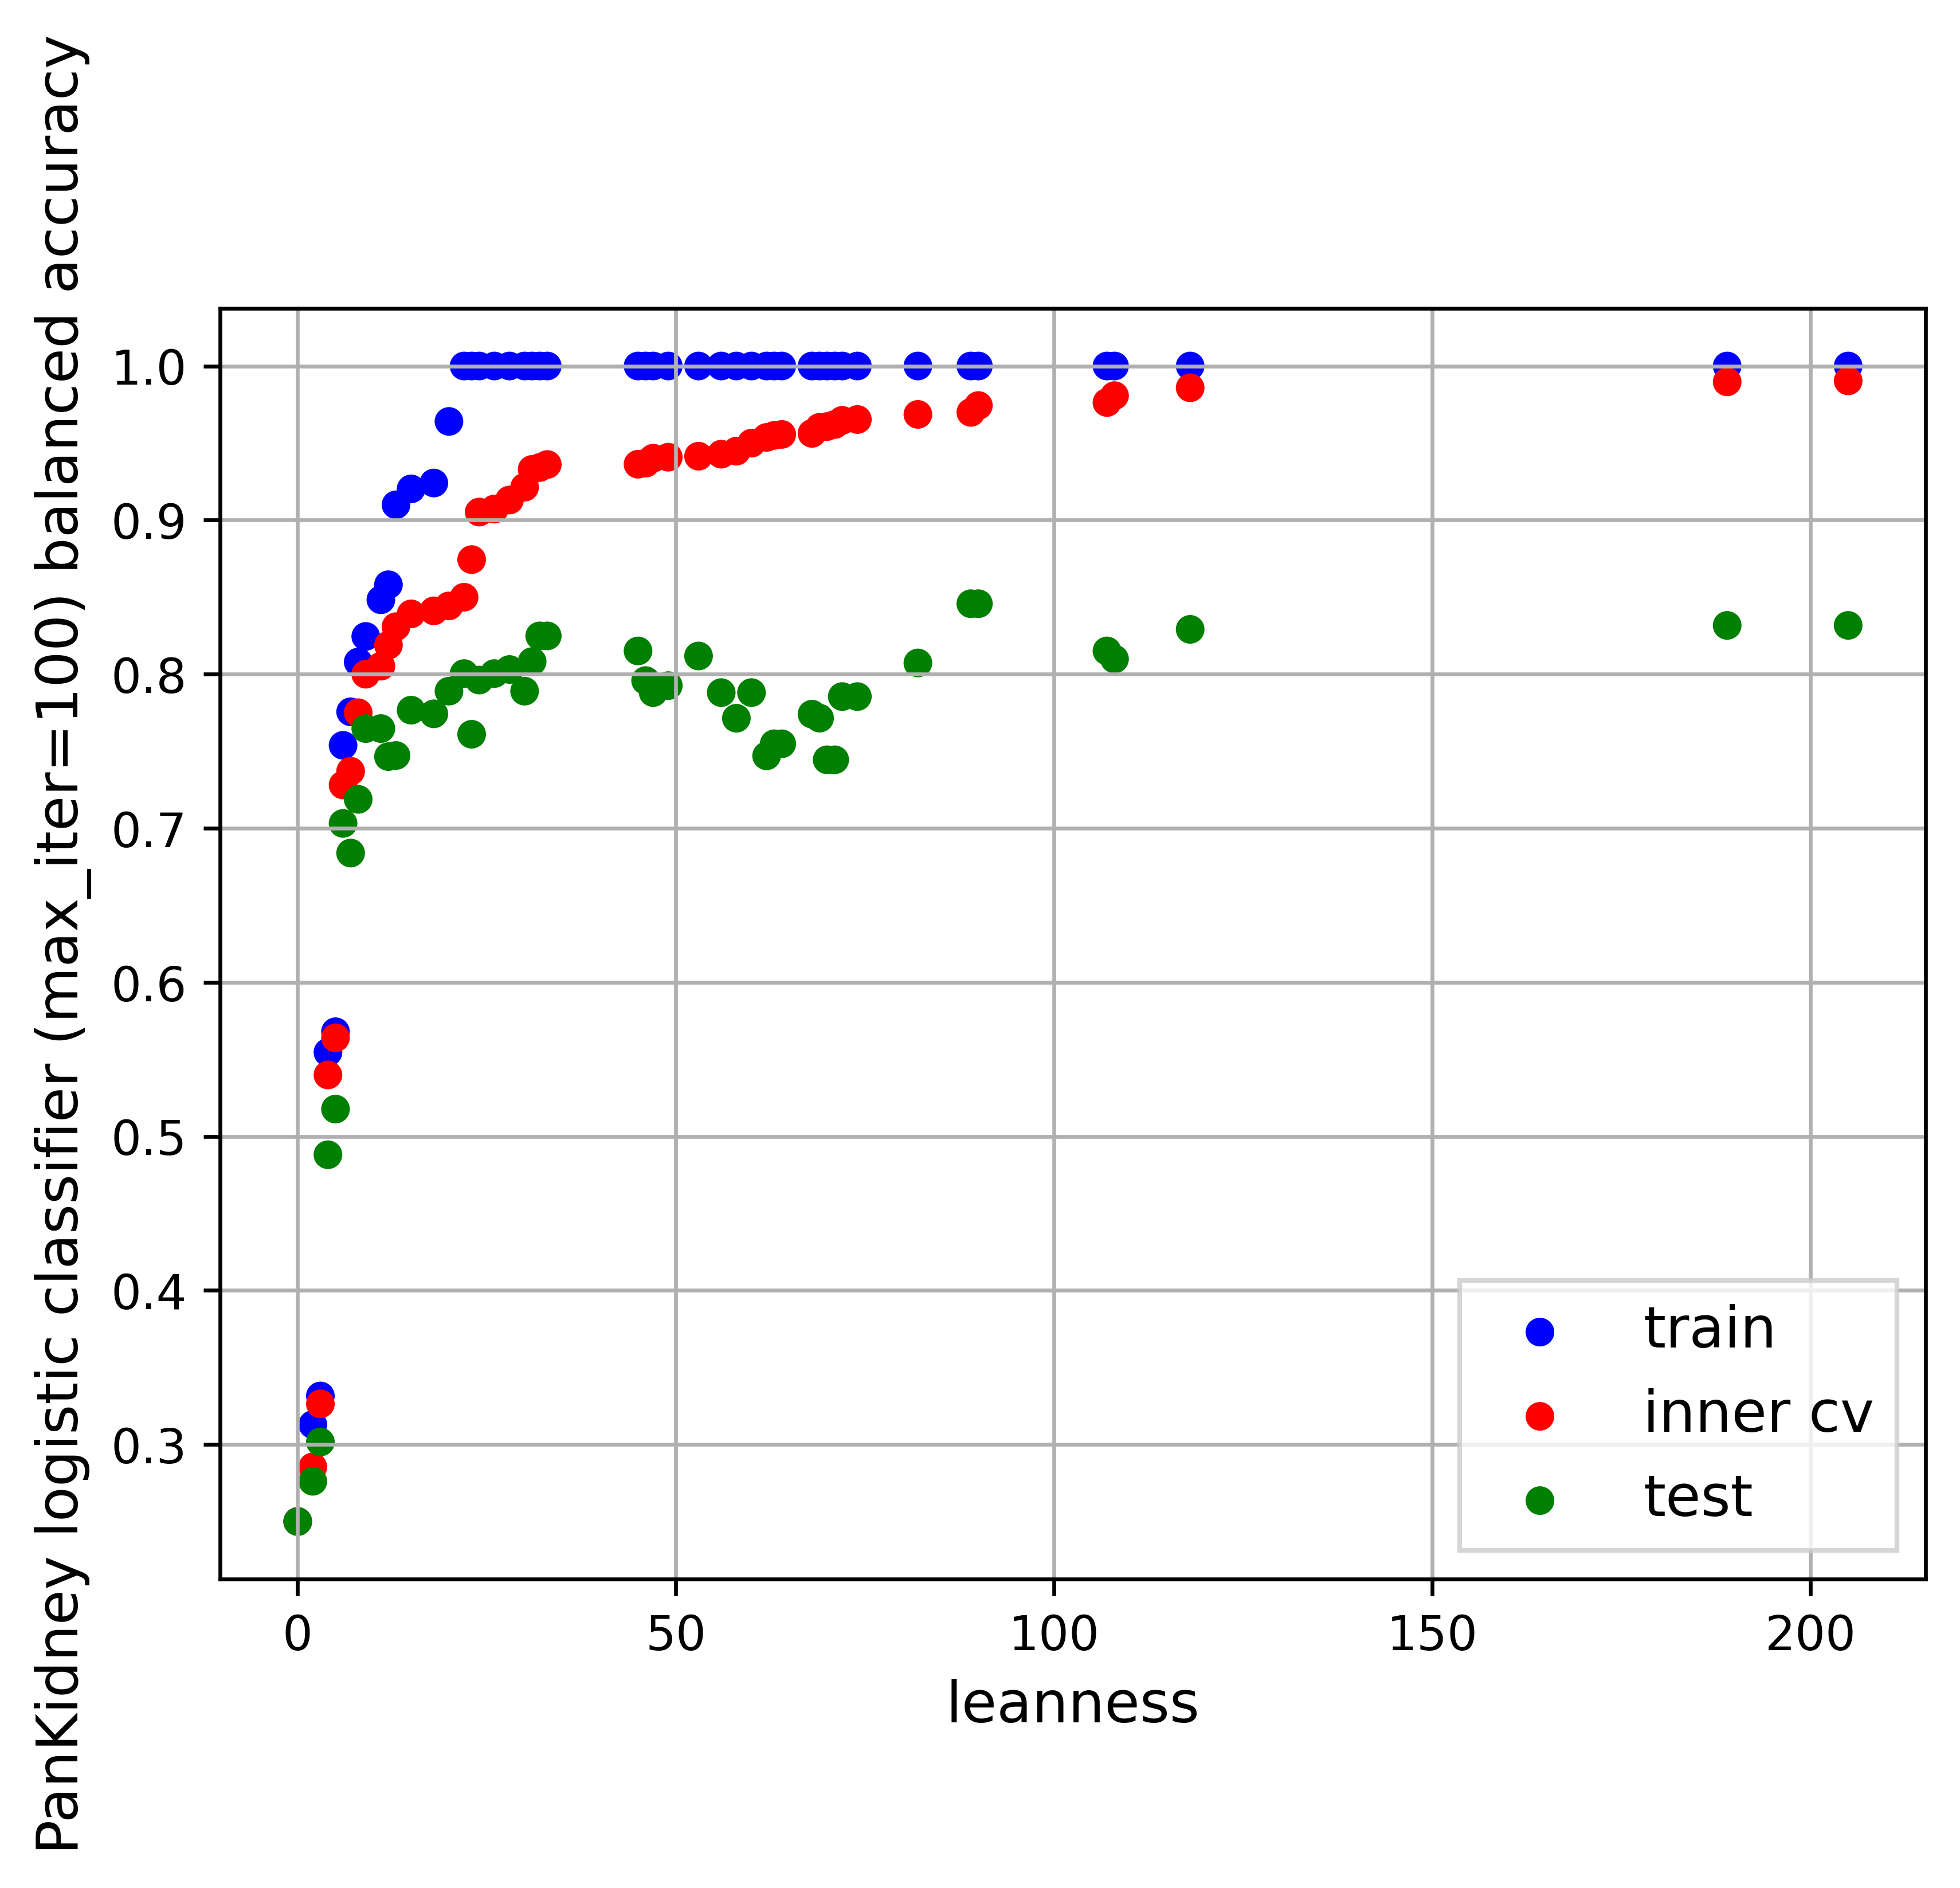 PanKidney logistic classifier (max_iter=100) balanced accuracy
1.0
0.9
0.8
0.7
0.6
0.5
0.4
0.3
train
inner cv
test
0 50 100 150 200
leanness